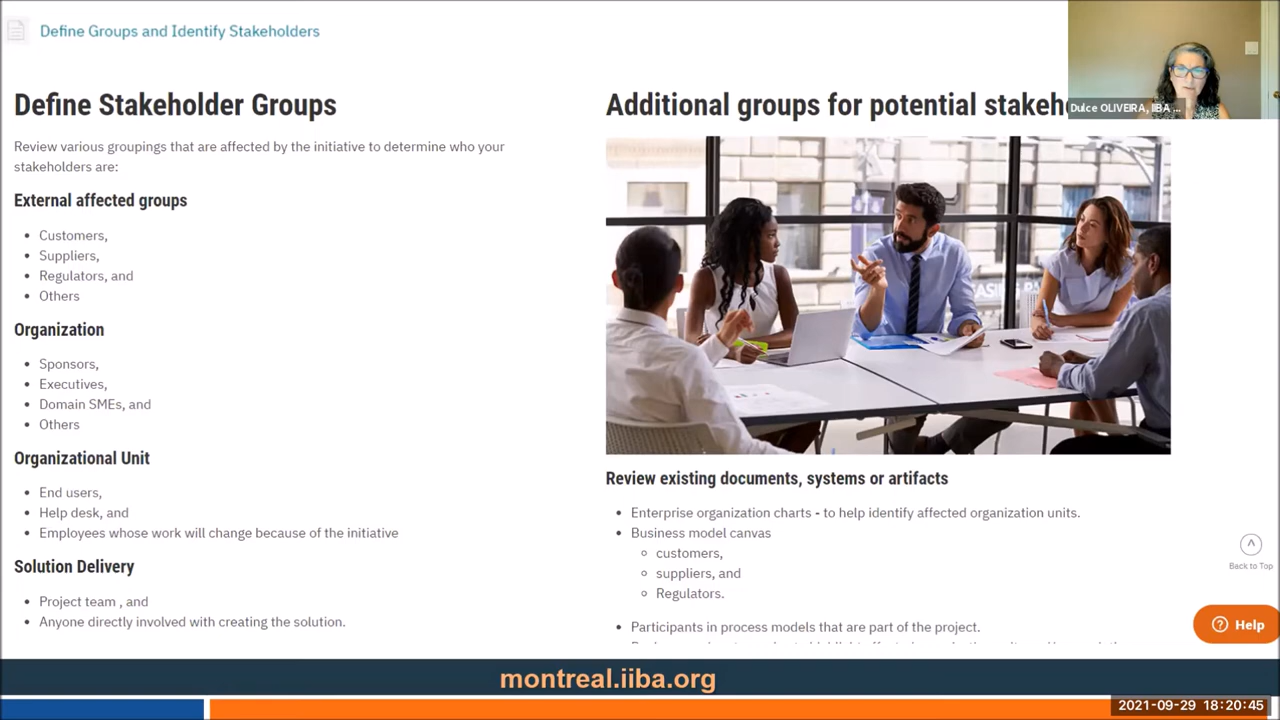 Define Groups and Identify Stakeholders
Define Stakeholder Groups
Review various groupings that are affected by the initiative to determine who your
stakeholders are:
External affected groups
Customers,
Suppliers,
Regulators, and
Others
Organization
Sponsors,
Executives,
Domain SMEs, and
Others
Organizational Unit
End users,
Help desk, and
Employees whose work will change because of the initiative
Solution Delivery
Project team , and
Anyone directly involved with creating the solution.
Additional groups for potential
Dulce OLIVEIRA, IIBA ...
Review existing documents, systems or artifacts
Enterprise organization charts - to help identify affected organization units.
Business model canvas
customers,
suppliers, and
Regulators.
Participants in process models that are part of the project.
Back to Top
Help
montreal.iiba.org
2021-09-29 18:20:45